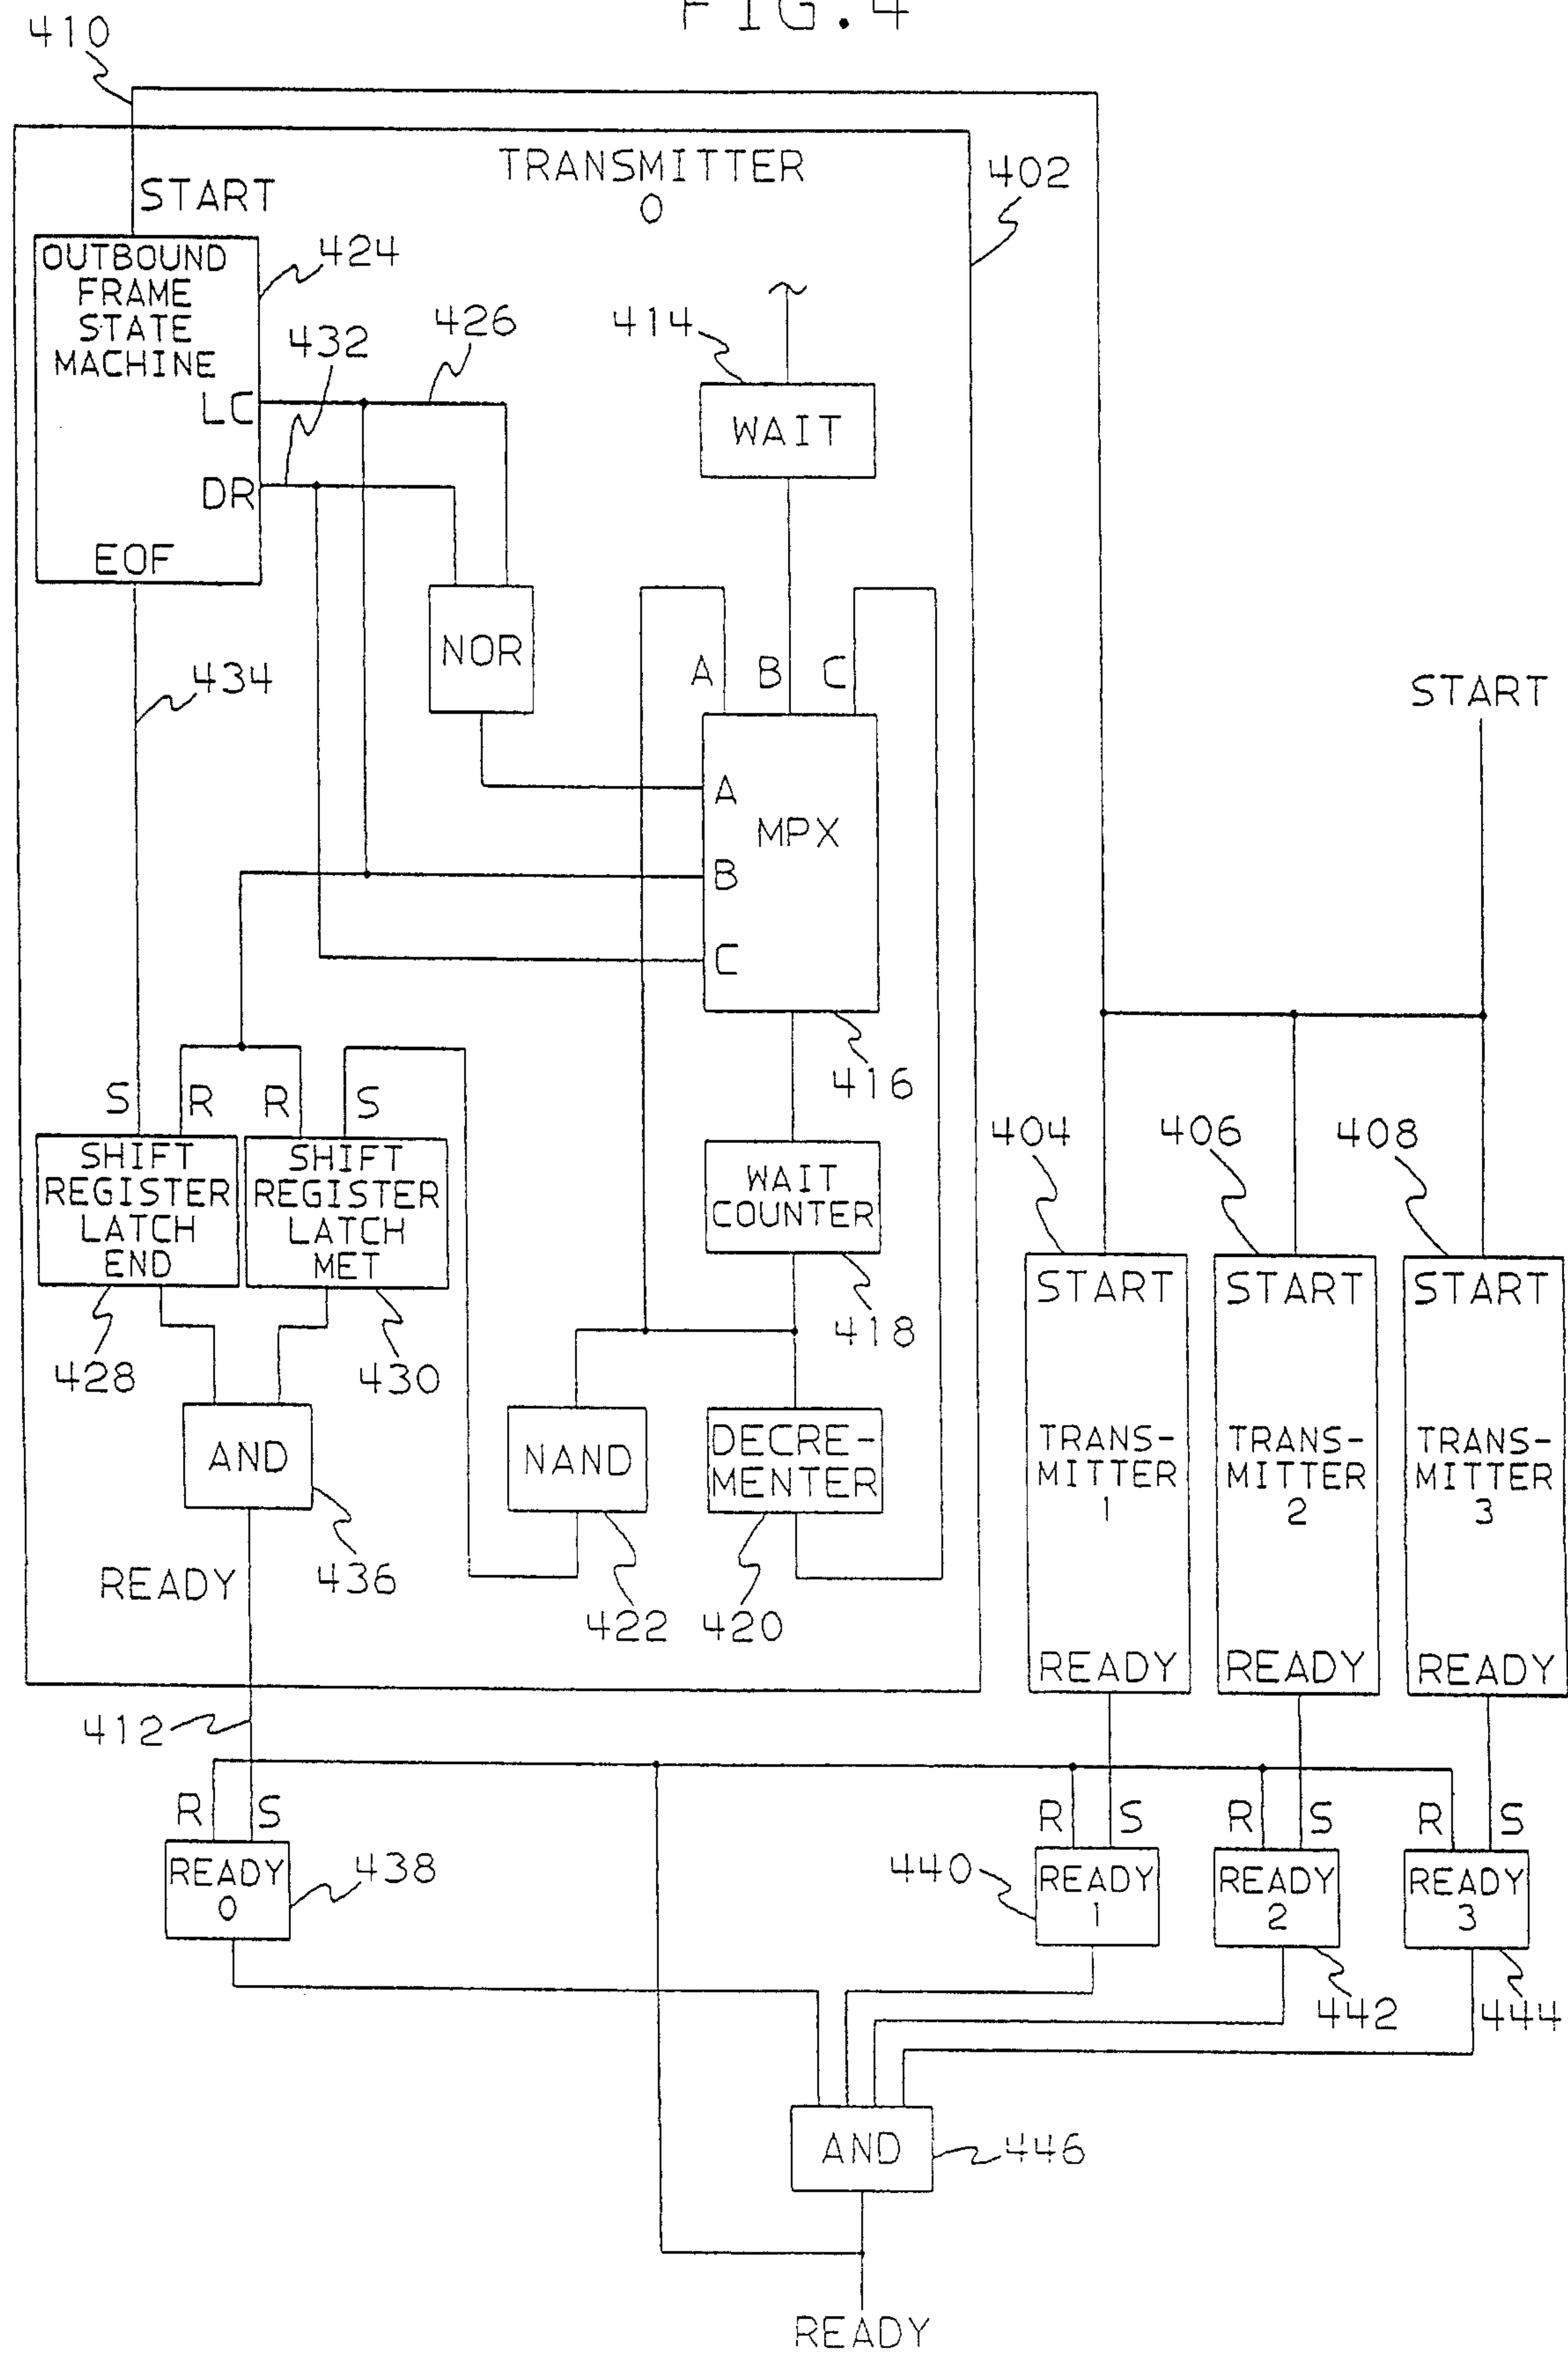 FIG.4
410
TRANSMITTER
0
402
START
OUTBOUND
FRAME
STATE
MACHINE
424
432
426
414
LC
WAIT
DR
EOF
NOR
434
A
B
C
START
A
MPX
B
C
416
S
R
R
S
404
406
408
SHIFT
REGISTER
LATCH
END
SHIFT
REGISTER
LATCH
MET
WAIT
COUNTER
418
START
START
START
428
430
AND
NAND
DECRE-
MENTER
TRANS-
MITTER
1
TRANS-
MITTER
2
TRANS-
MITTER
3
READY
436
422
420
READY
READY
READY
412
R
S
R
S
R
S
R
S
READY
0
438
440
READY
1
READY
2
READY
3
442
444
AND
446
READY